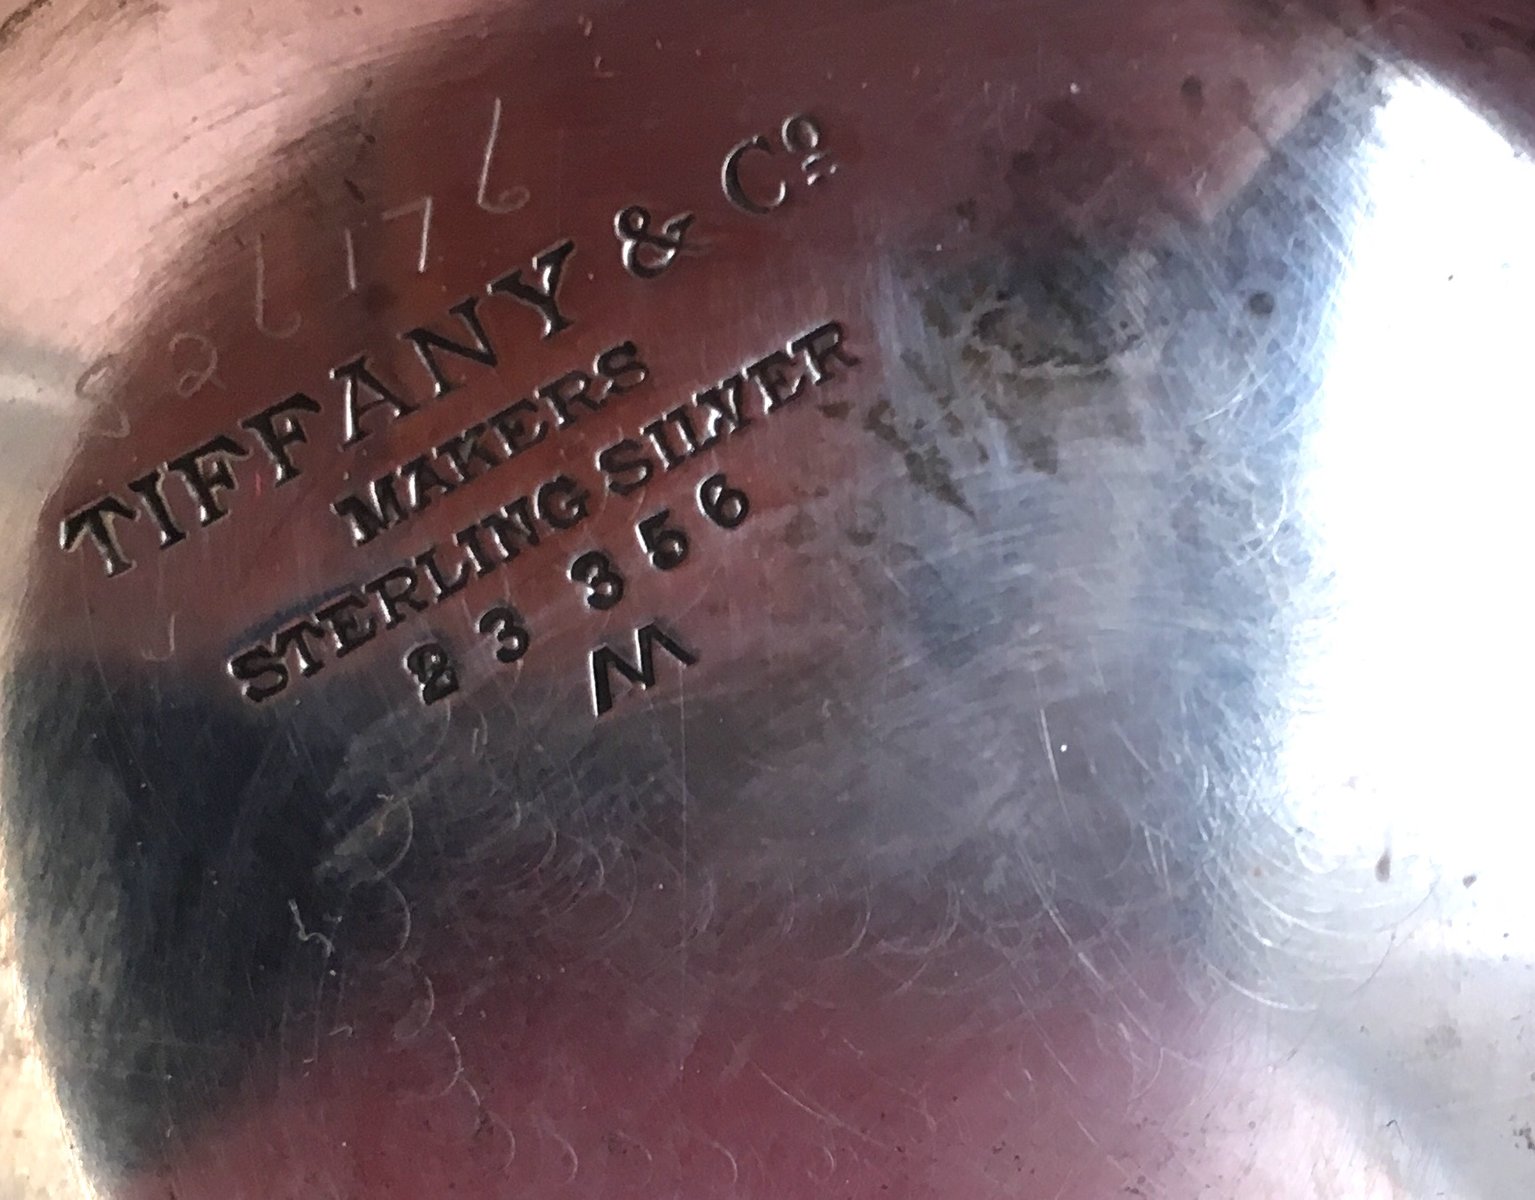 TIFFANY & Cº
MAKERS
STERLING SILVER
23356
M